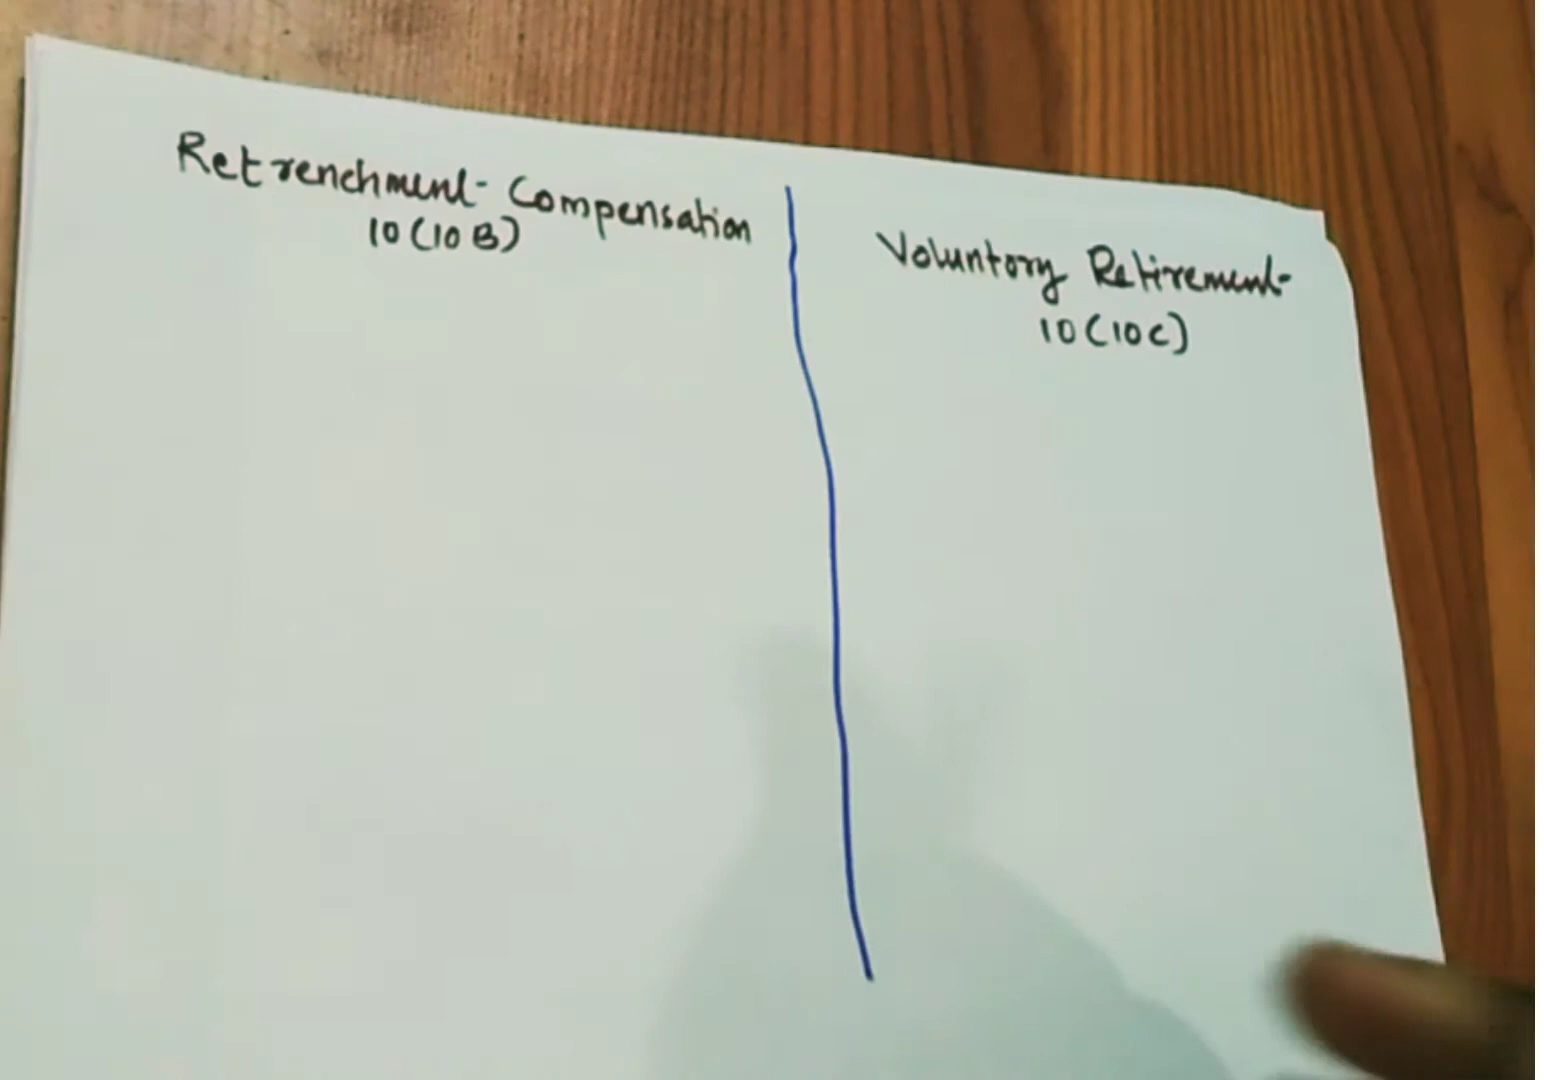 Retrenchment Compensation
10(10B)
Voluntory Retirement
10(10C)